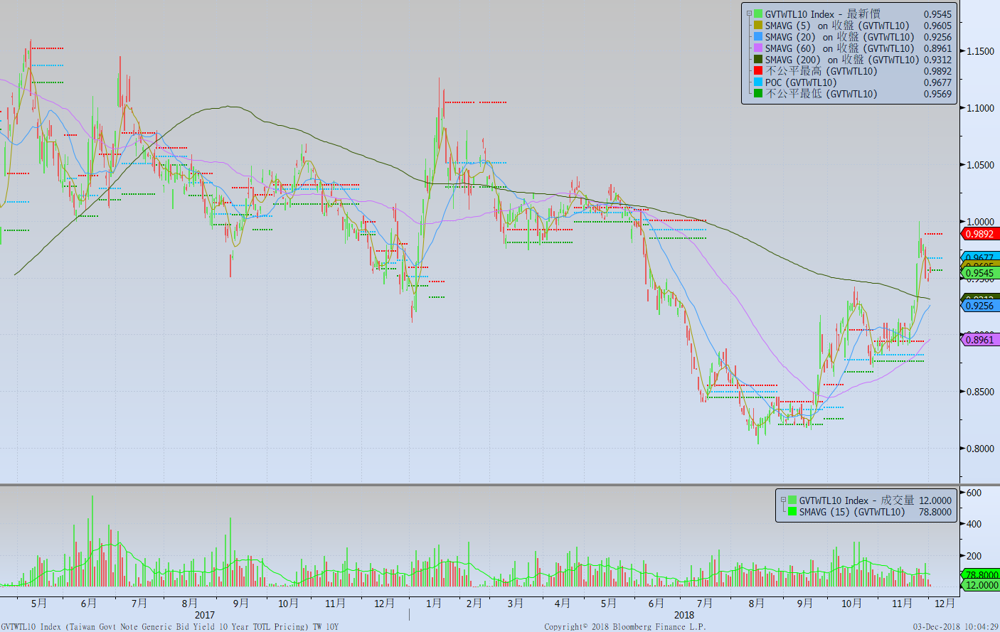 GVTWTL10 Index - 最新價 0.9545
SMAVG (5) on 收盤 (GVTWTL10) 0.9605
SMAVG (20) on 收盤 (GVTWTL10) 0.9256
SMAVG (60) on 收盤 (GVTWTL10) 0.8961
SMAVG (200) on 收盤 (GVTWTL10) 0.9312
不公平最高 (GVTWTL10) 0.9892
POC (GVTWTL10) 0.9677
不公平最低 (GVTWTL10) 0.9569
1.1500
1.1000
1.0500
1.0000
0.9892
0.9677
0.9605
0.9545
0.9500
0.9312
0.9256
0.9000
0.8961
0.8500
0.8000
GVTWTL10 Index - 成交量 12.0000
SMAVG (15) (GVTWTL10) 78.8000
600
400
200
78.8000
12.0000
5月 6月 7月 8月 9月 10月 11月 12月 1月 2月 3月 4月 5月 6月 7月 8月 9月 10月 11月 12月
2017 2018
GVTWTL10 Index (Taiwan Govt Note Generic Bid Yield 10 Year TOTL Pricing) TW 10Y Copyright© 2018 Bloomberg Finance L.P. 03-Dec-2018 10:04:29